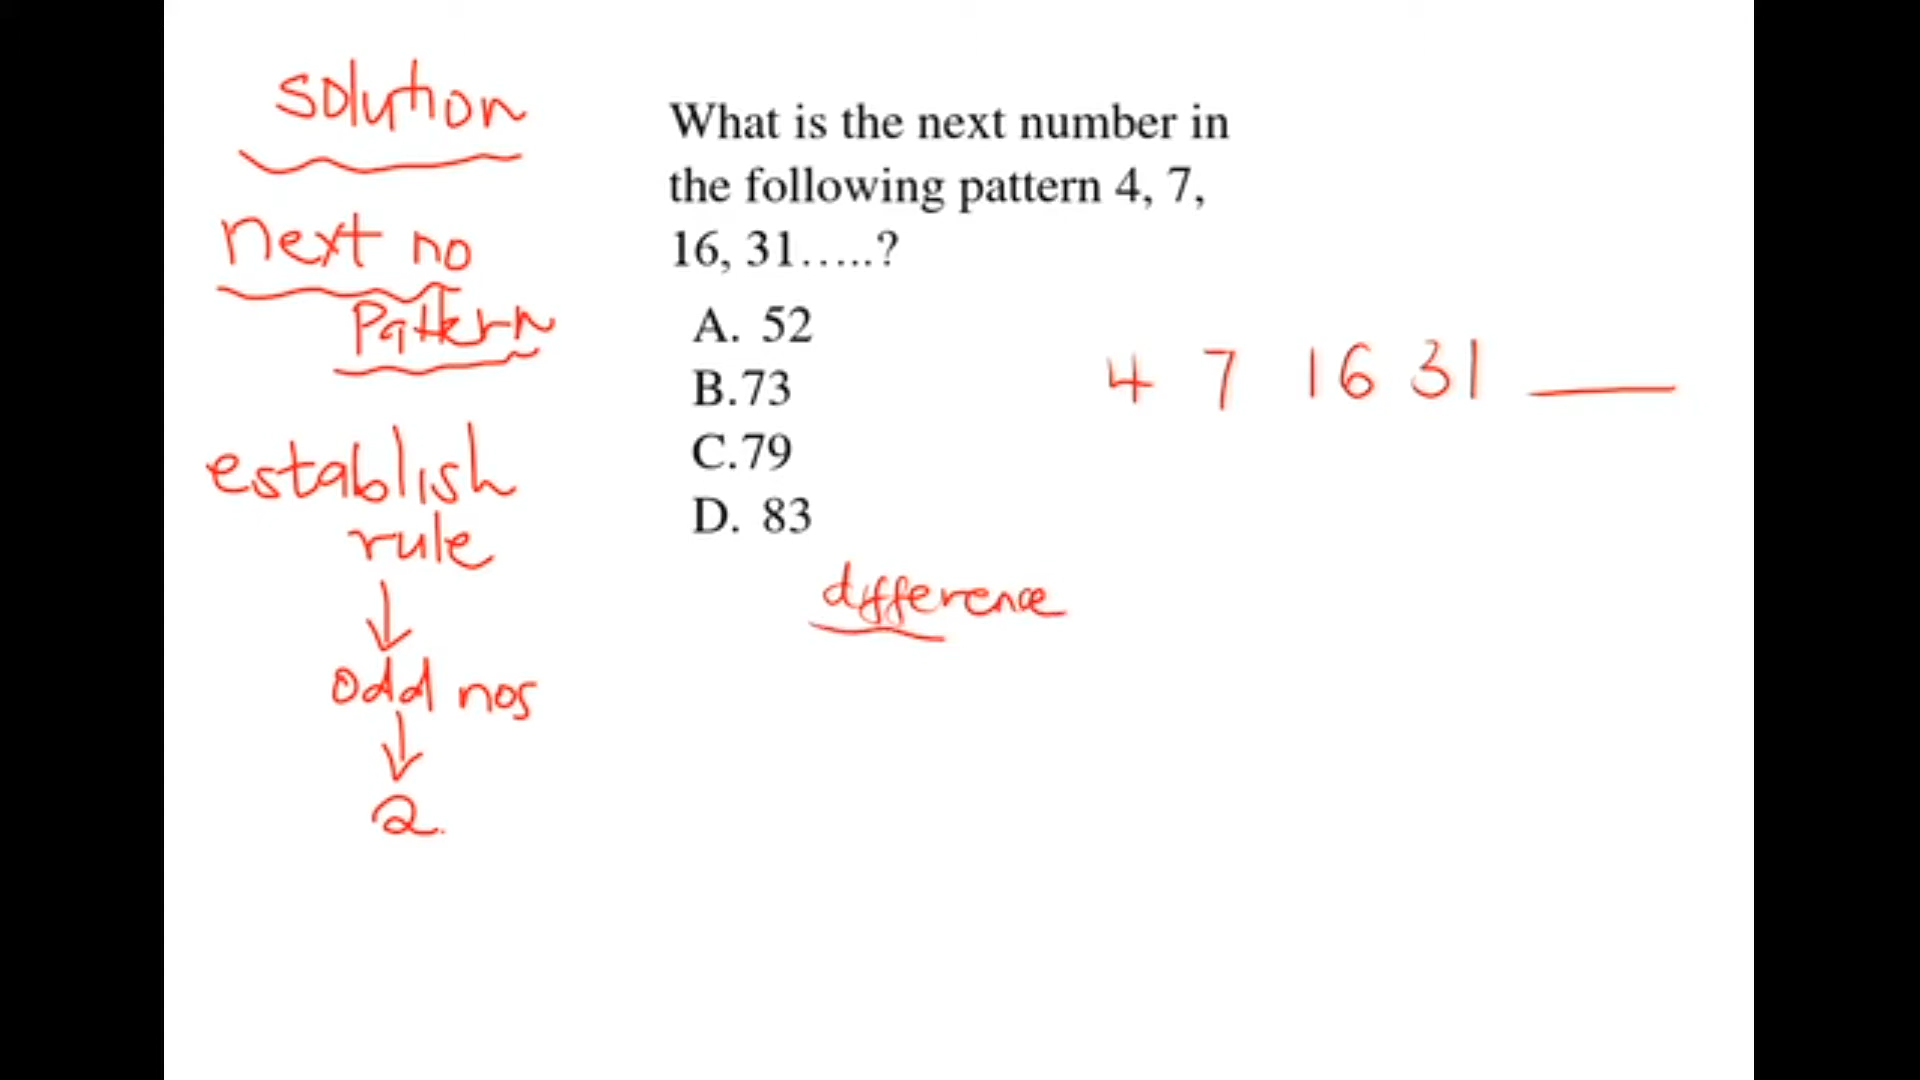 solution
next no
pattern
establish
rule
odd nos
2.
What is the next number in
the following pattern 4, 7,
16, 31.....?
A. 52
B.73
C.79
D. 83
difference
4 7 16 31